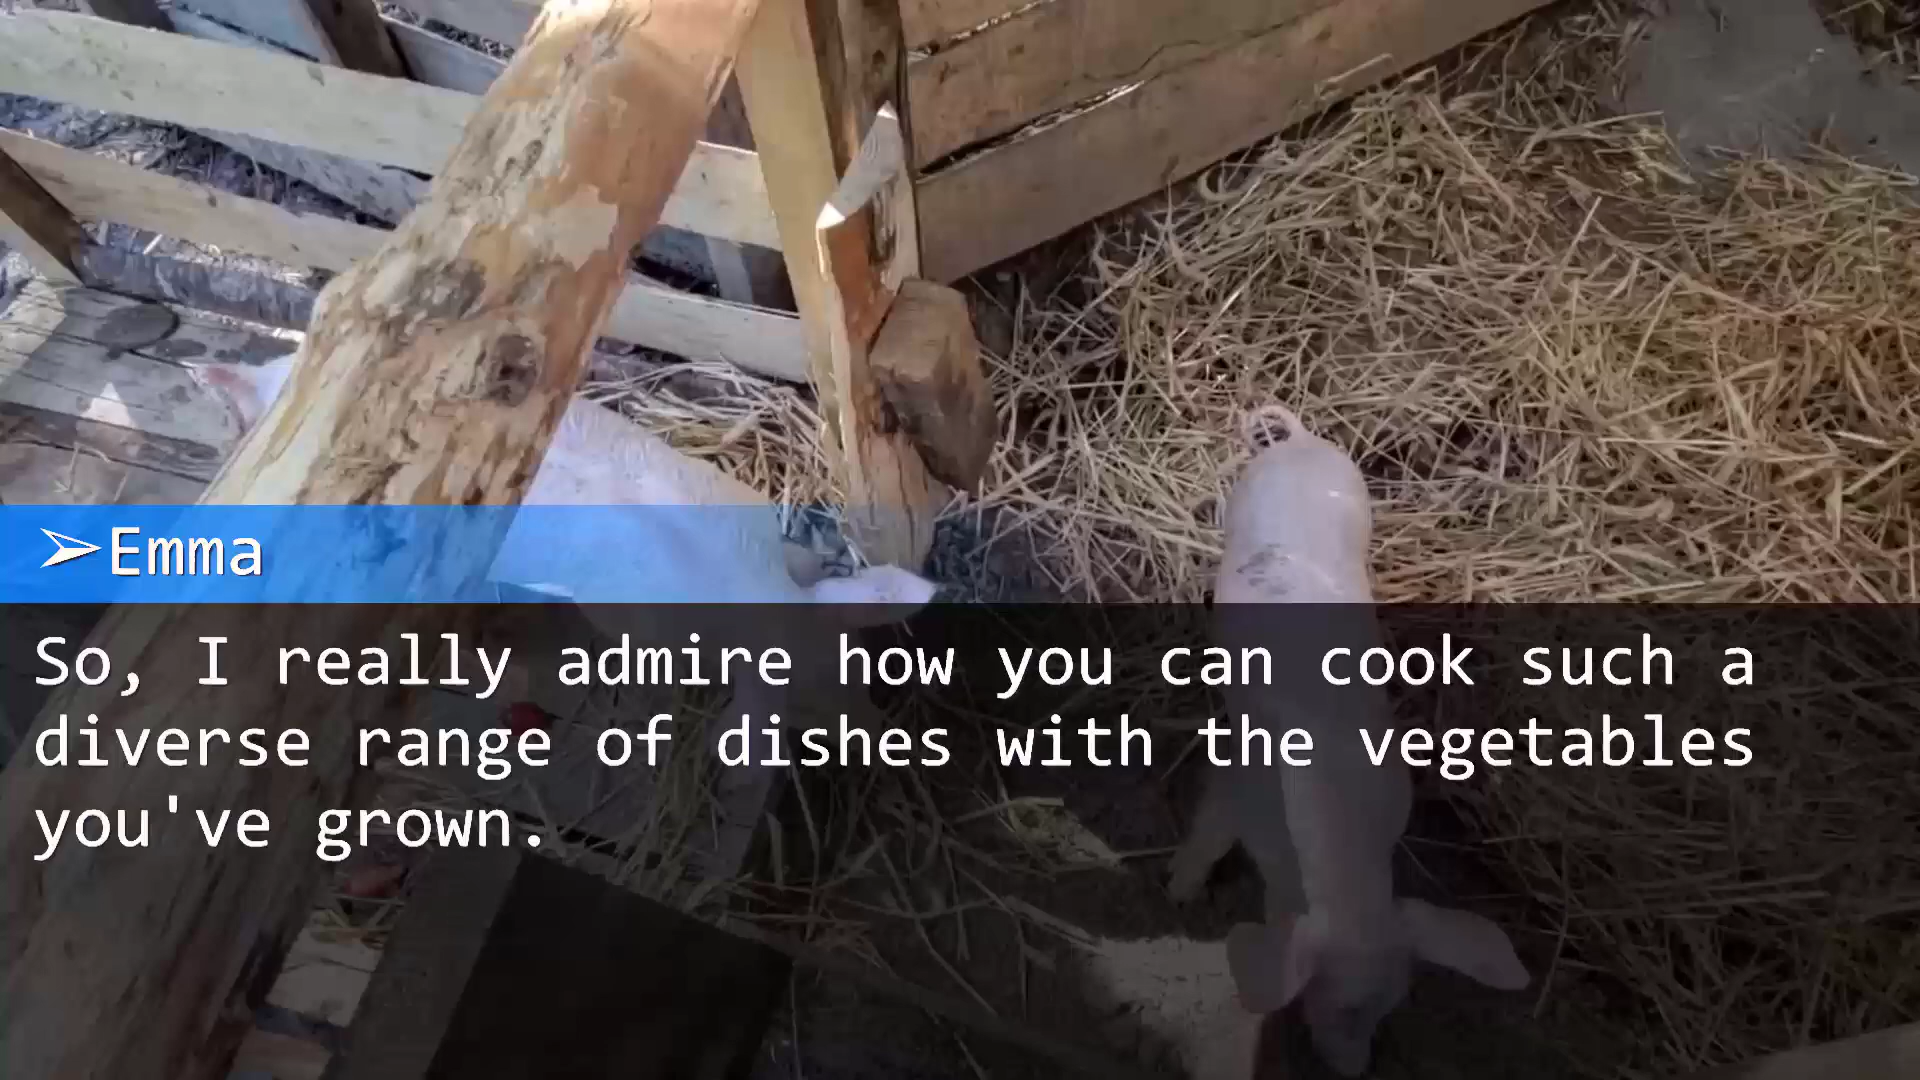 ➢Emma
So, I really admire how you can cook such a
diverse range of dishes with the vegetables
you've grown.